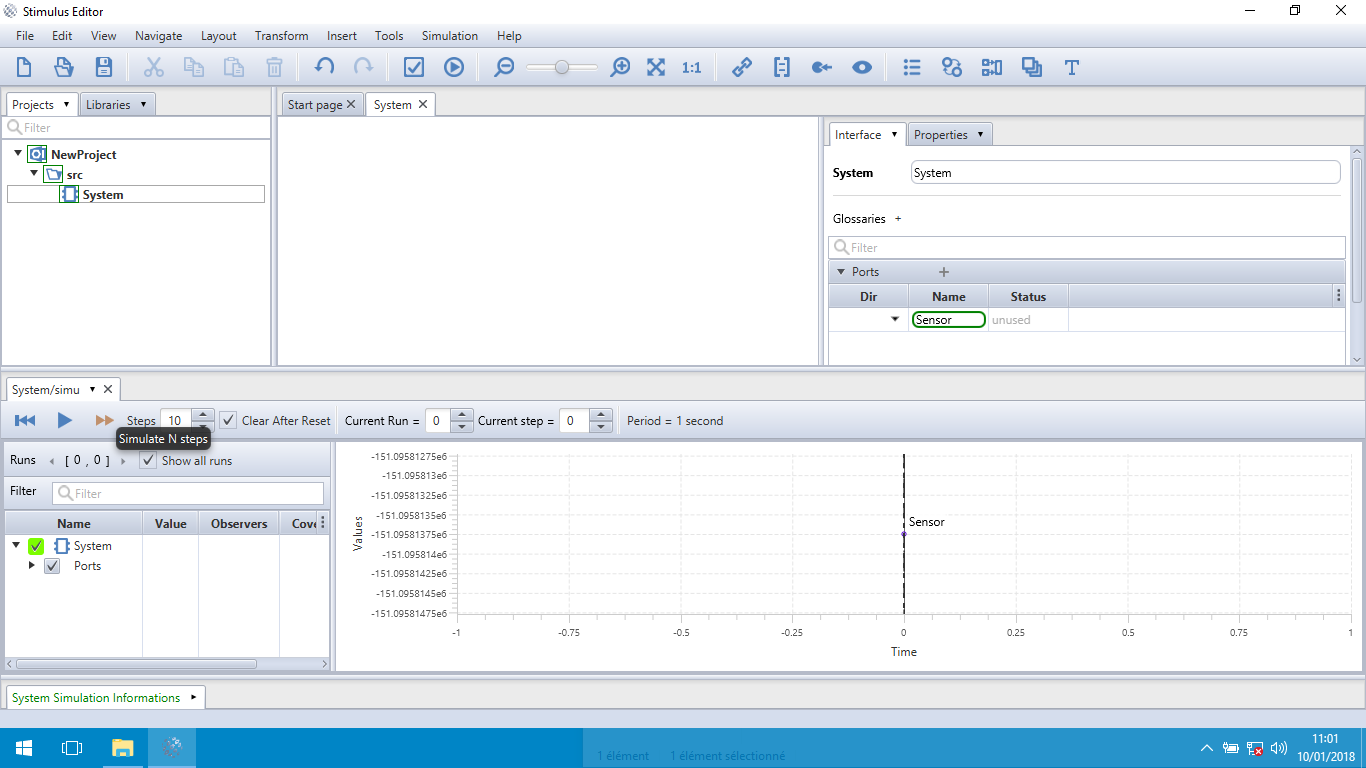 Stimulus Editor
File Edit View Navigate Layout Transform Insert Tools Simulation Help
1:1 T
Projects Libraries Start page System
Filter
NewProject
src
System
Interface Properties
System System
Glossaries +
Filter
Ports +
Dir Name Status
Sensor unused
System/simu
Steps 10 Clear After Reset Current Run = 0 Current step = 0 Period = 1 second
Simulate N steps
Runs [ 0 , 0 ] Show all runs
Filter Filter
Name Value Observers Cove
System
Ports
-151.09581275e6
-151.095813e6
-151.09581325e6
-151.0958135e6
-151.09581375e6
-151.095814e6
-151.09581425e6
-151.0958145e6
-151.09581475e6
Values
Sensor
-1 -0.75 -0.5 -0.25 0 0.25 0.5 0.75 1
Time
System Simulation Informations
1 élément 1 élément sélectionné
11:01
10/01/2018